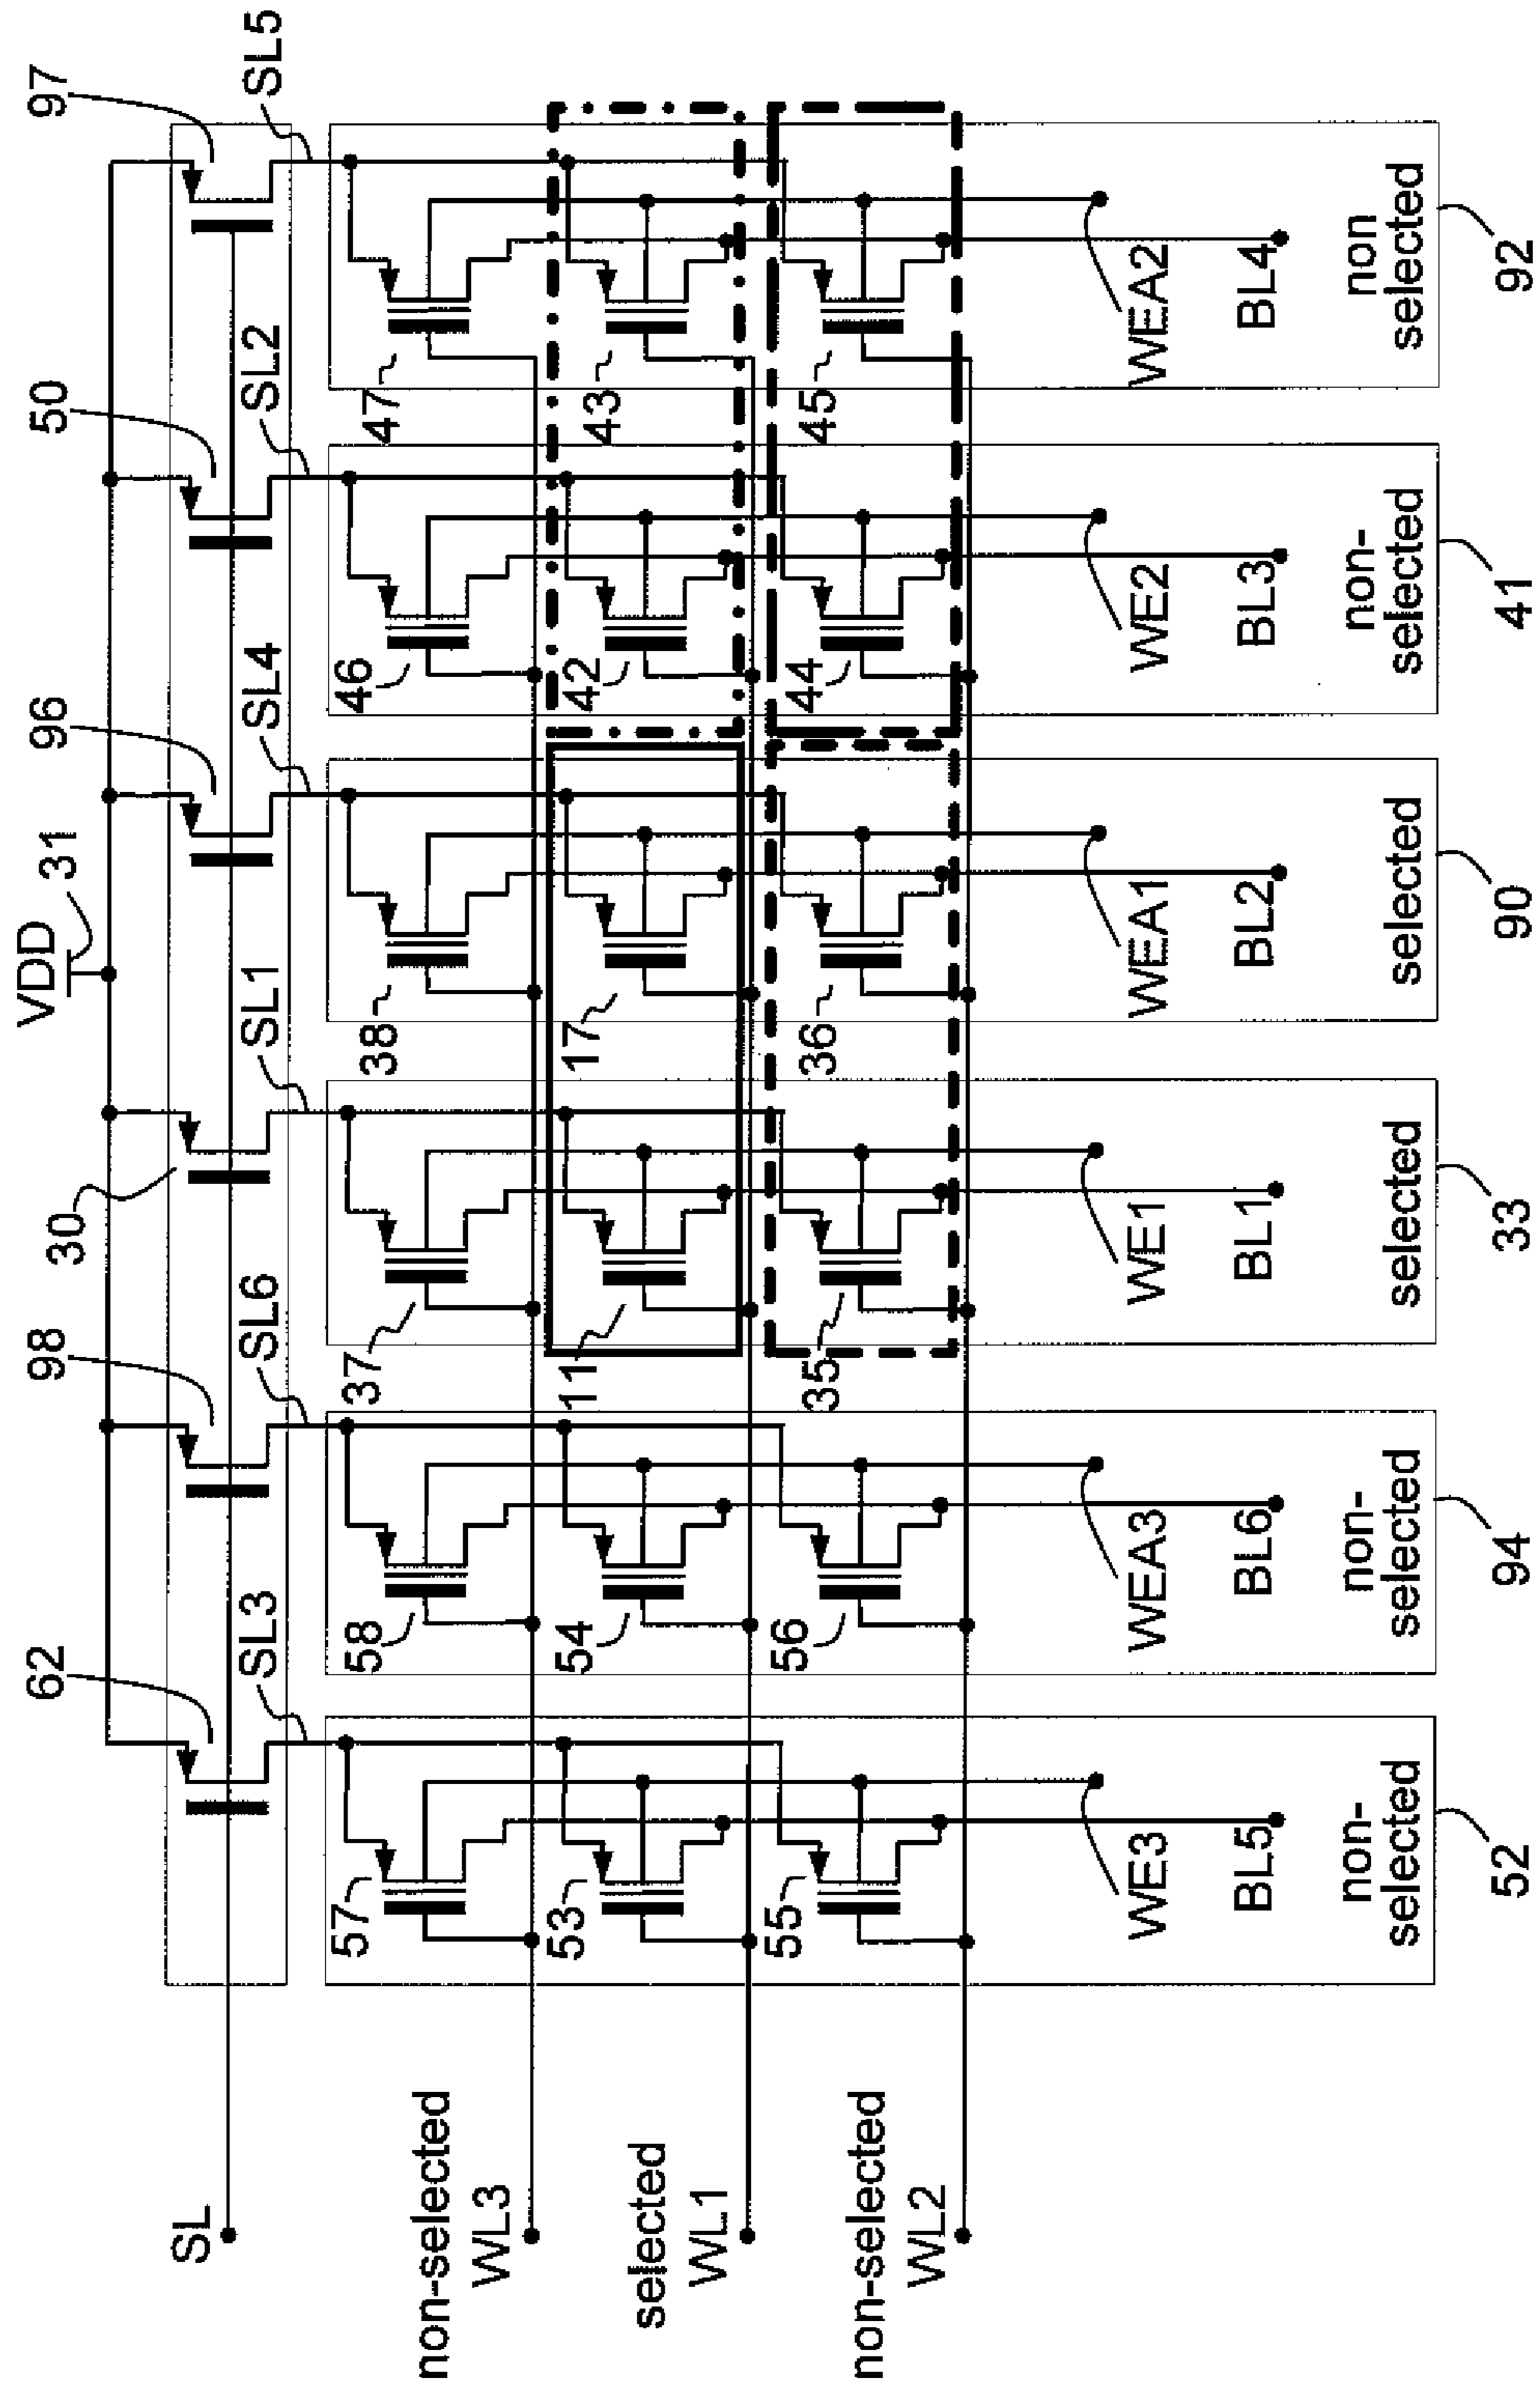 VDD
31
62
98
30
96
50
97
SL3
SL6
SL1
SL4
SL2
SL5
SL
non-selected
WL3
57
58
37
38
46
47
selected
WL1
53
54
11
17
42
43
non-selected
WL2
55
56
35
36
44
45
WE3
WEA3
WE1
WEA1
WE2
WEA2
BL5
BL6
BL1
BL2
BL3
BL4
non-
selected
non-
selected
selected
selected
non-
selected
non
selected
52
94
33
90
41
92